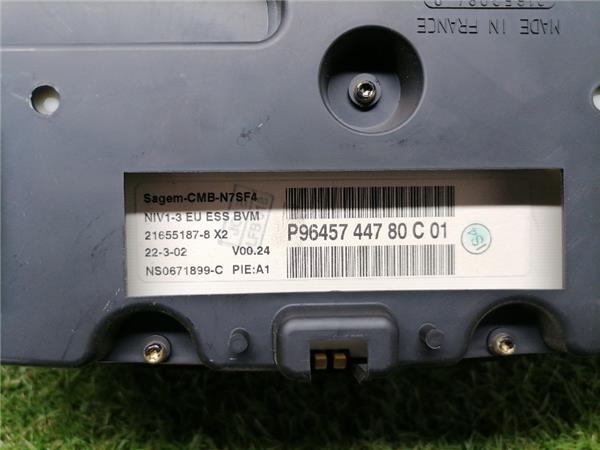 MADE IN FRANCE
Sagem-CMB-N7SF4
NIV1-3 EU ESS BVM
21655187-8 X2
22-3-02 V00.24
NS0671899-C PIE:A1
P96457 447 80 C 01